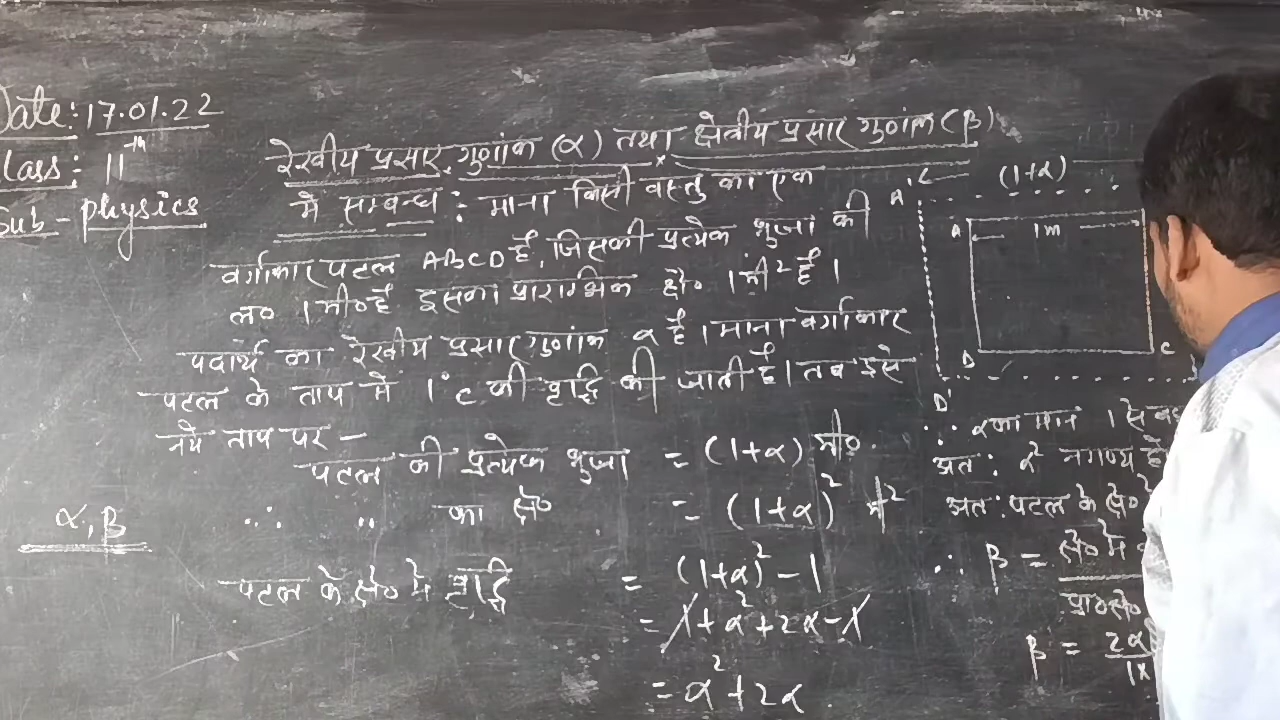 Date: 17.01.22
Class: 11th
Sub - physics
रेखीय प्रसार गुणांक (α) तथा क्षेत्रीय प्रसार गुणांक (β)
में सम्बन्ध : माना किसी वस्तु का एक
वर्गाकार पटल ABCD है, जिसकी प्रत्येक भुजा की
ल० 1मी० है इसका प्रारम्भिक क्षे० 1मी² है।
पदार्थ का रेखीय प्रसार गुणांक α है। माना वर्गाकार
पटल के ताप में 1°C की वृद्धि की जाती है। तब इसे
नये ताप पर –
पटल की प्रत्येक भुजा = (1+α) मी०
∴ " का क्षे० = (1+α)² मी²
पटल के क्षे० में वृद्धि = (1+α)² - 1
= 1 + α² + 2α - 1
= α² + 2α
α, β
A'
(1+α)
A 1m
D C
D'
∵ α का मान 1 से
अत: α² नगण्य
अत: पटल के क्षे०
∴ β = क्षे० में
प्रा० क्षे०
β = 2α
1×